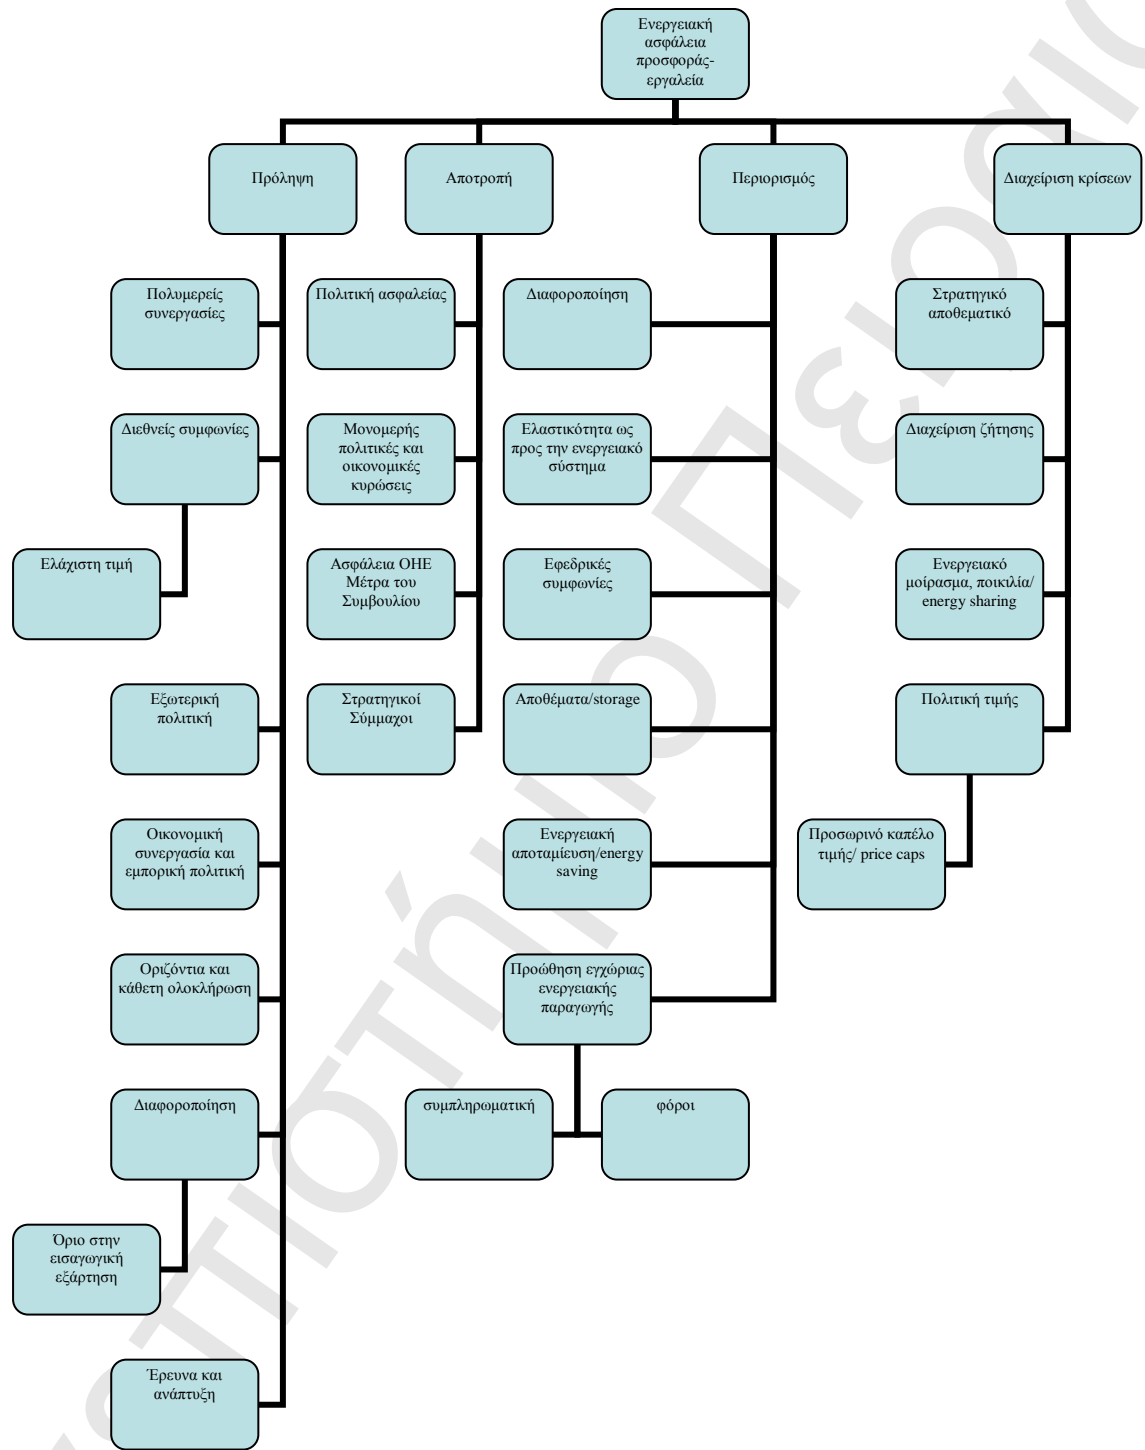 Ενεργειακή
ασφάλεια
προσφοράς-
εργαλεία
Πρόληψη
Αποτροπή
Περιορισμός
Διαχείριση κρίσεων
Πολυμερείς
συνεργασίες
Πολιτική ασφαλείας
Διαφοροποίηση
Στρατηγικό
αποθεματικό
Διεθνείς συμφωνίες
Μονομερής
πολιτικές και
οικονομικές
κυρώσεις
Ελαστικότητα ως
προς την ενεργειακό
σύστημα
Διαχείριση ζήτησης
Ελάχιστη τιμή
Ασφάλεια ΟΗΕ
Μέτρα του
Συμβουλίου
Εφεδρικές
συμφωνίες
Ενεργειακό
μοίρασμα, ποικιλία/
energy sharing
Εξωτερική
πολιτική
Στρατηγικοί
Σύμμαχοι
Αποθέματα/storage
Πολιτική τιμής
Οικονομική
συνεργασία και
εμπορική πολιτική
Ενεργειακή
αποταμίευση/energy
saving
Προσωρινό καπέλο
τιμής/ price caps
Οριζόντια και
κάθετη ολοκλήρωση
Προώθηση εγχώριας
ενεργειακής
παραγωγής
Διαφοροποίηση
συμπληρωματική
φόροι
Όριο στην
εισαγωγική
εξάρτηση
Έρευνα και
ανάπτυξη